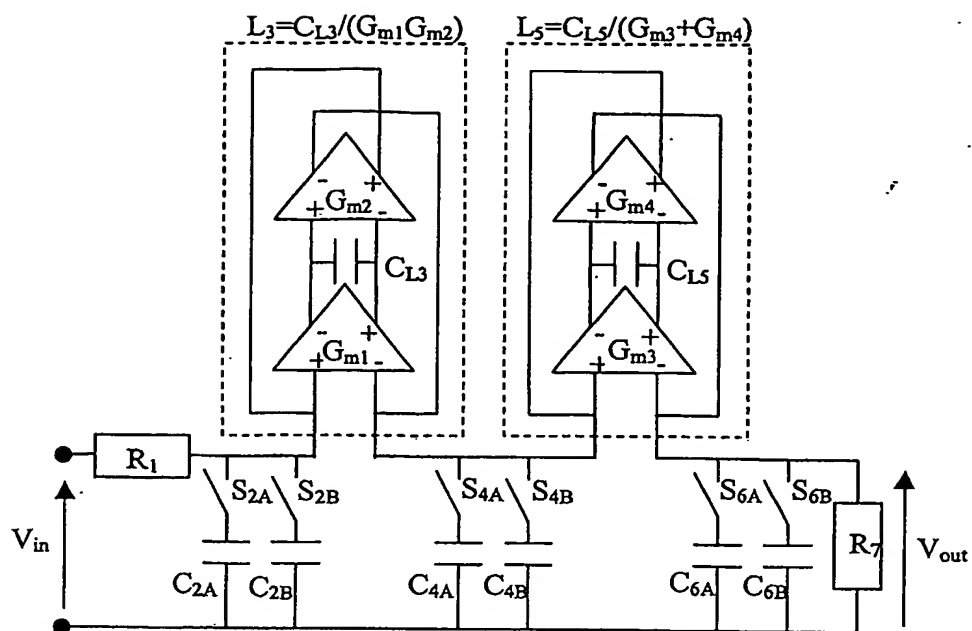 L3=CL3/(Gm1Gm2)
L5=CL5/(Gm3+Gm4)
- +
Gm2
+ -
- +
Gm4
+ -
CL3
CL5
- +
Gm1
+ -
- +
Gm3
+ -
R1
S2A
S2B
S4A
S4B
S6A
S6B
Vin
R7
Vout
C2A
C2B
C4A
C4B
C6A
C6B